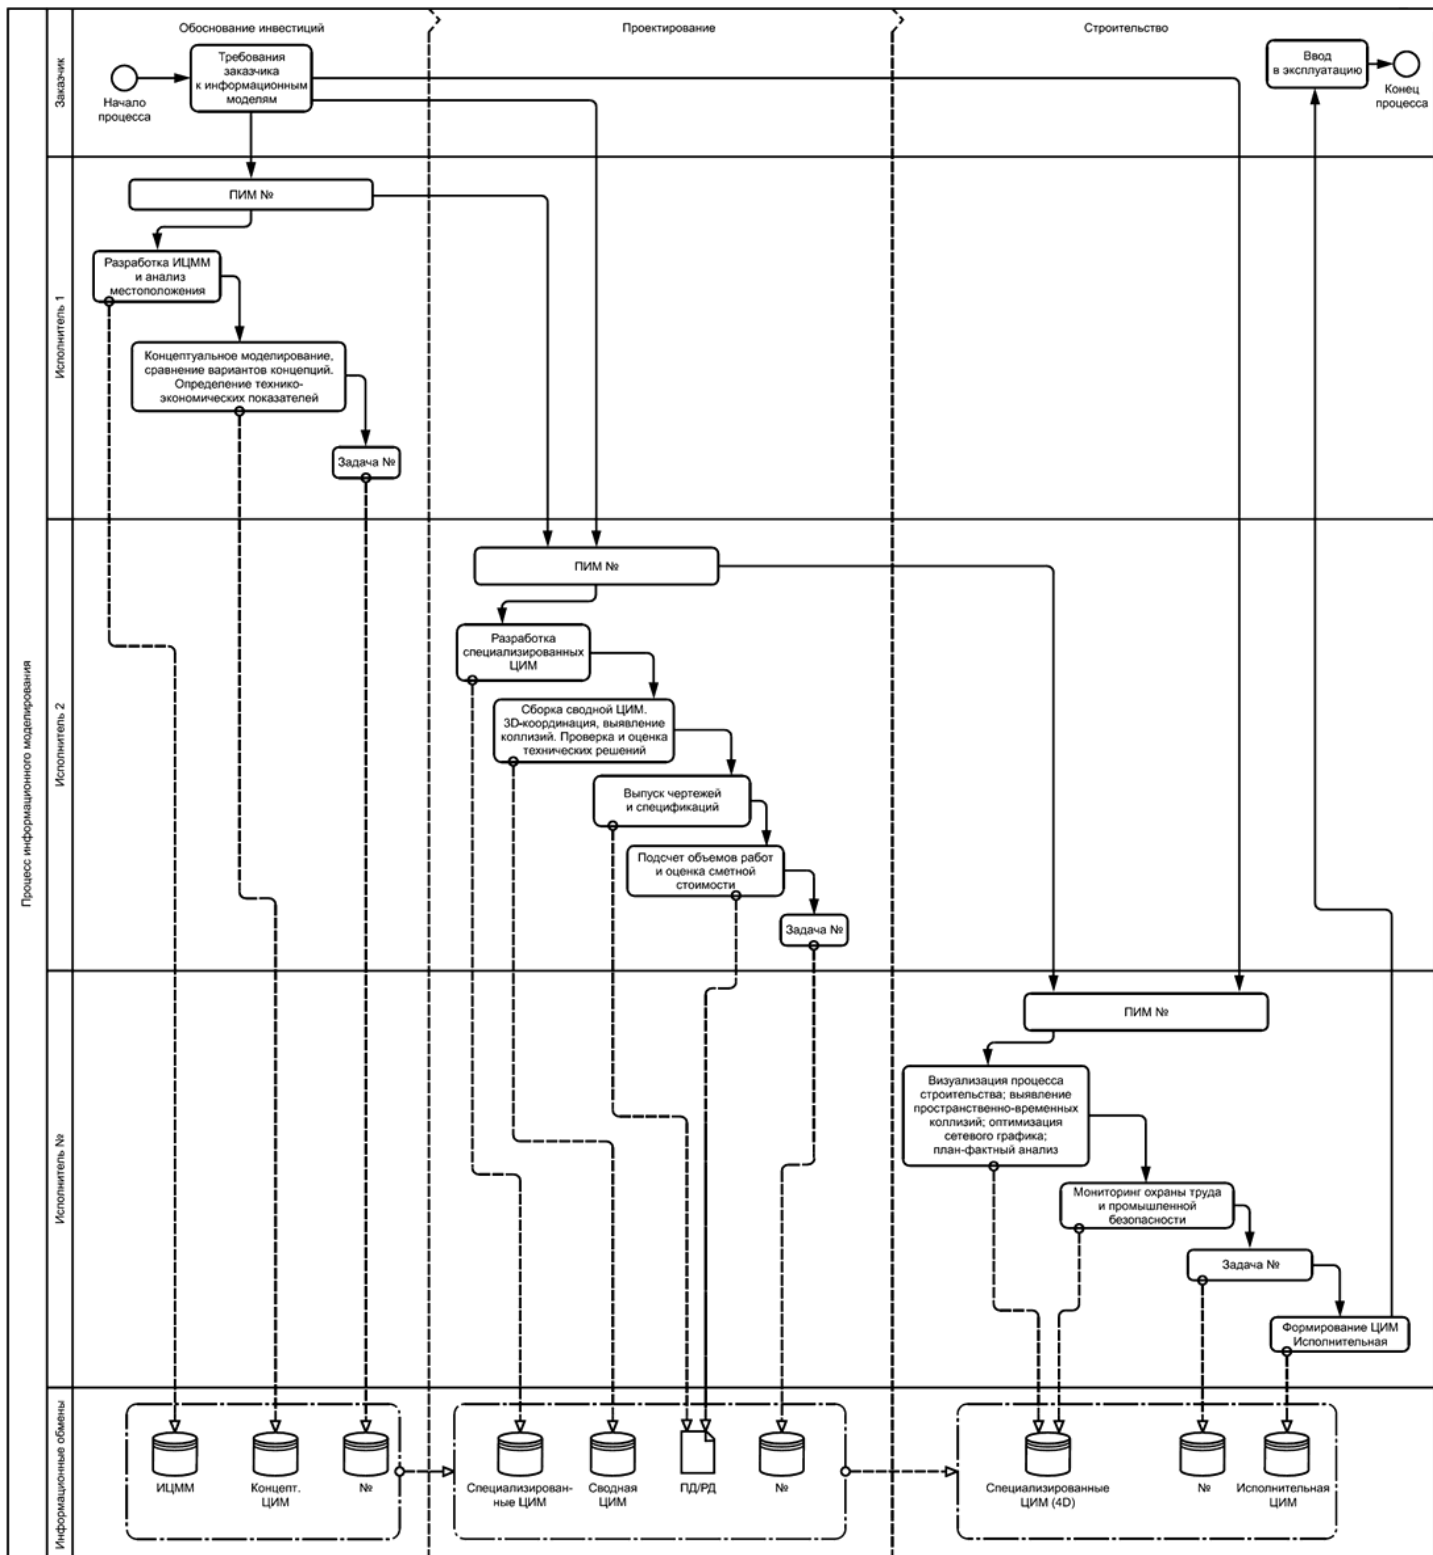 Обоснование инвестиций
Проектирование
Строительство
Процесс информационного моделирования
Заказчик
Начало
процесса
Требования
заказчика
к информационным
моделям
Ввод
в эксплуатацию
Конец
процесса
Исполнитель 1
ПИМ №
Разработка ИЦММ
и анализ
местоположения
Концептуальное моделирование,
сравнение вариантов концепций.
Определение технико-
экономических показателей
Задача №
Исполнитель 2
ПИМ №
Разработка
специализированных
ЦИМ
Сборка сводной ЦИМ.
3D-координация, выявление
коллизий. Проверка и оценка
технических решений
Выпуск чертежей
и спецификаций
Подсчет объемов работ
и оценка сметной
стоимости
Задача №
Исполнитель №
ПИМ №
Визуализация процесса
строительства; выявление
пространственно-временных
коллизий; оптимизация
сетевого графика;
план-фактный анализ
Мониторинг охраны труда
и промышленной
безопасности
Задача №
Формирование ЦИМ
Исполнительная
Информационные обмены
ИЦММ
Концепт.
ЦИМ
№
Специализирован-
ные ЦИМ
Сводная
ЦИМ
ПД/РД
№
Специализированные
ЦИМ (4D)
№
Исполнительная
ЦИМ